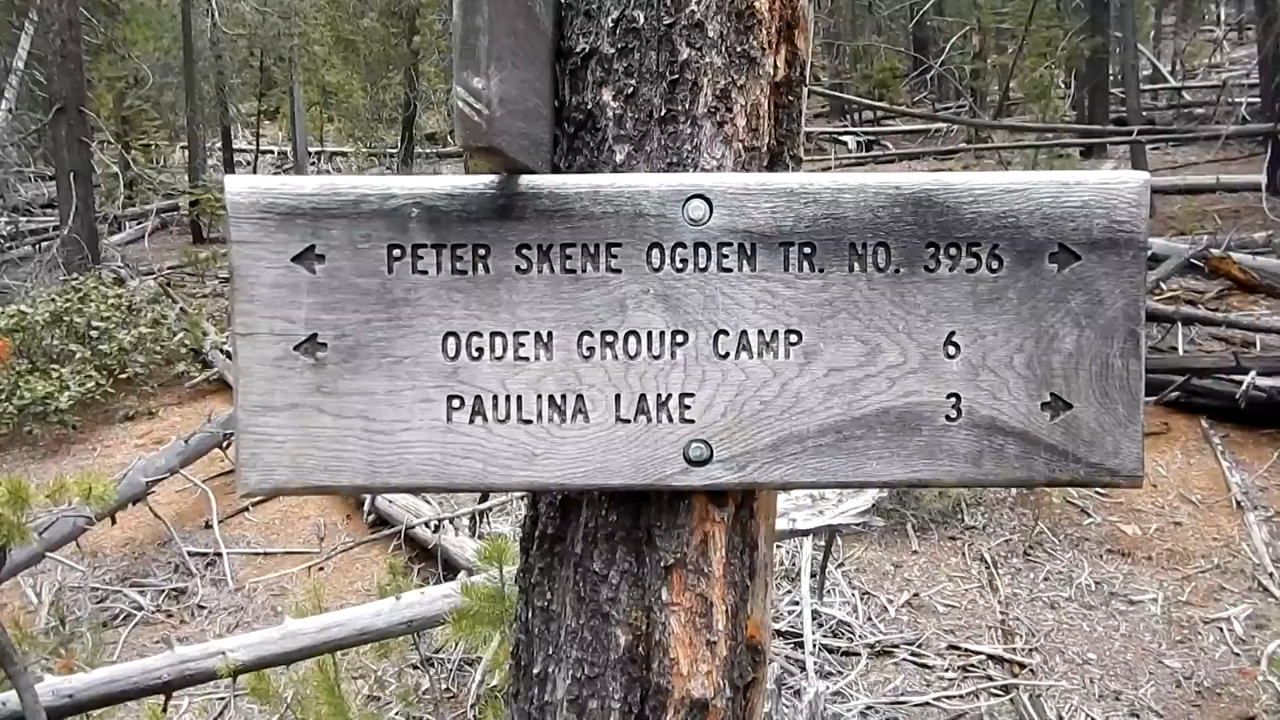 ← PETER SKENE OGDEN TR. NO. 3956 →
← OGDEN GROUP CAMP 6
PAULINA LAKE 3 →